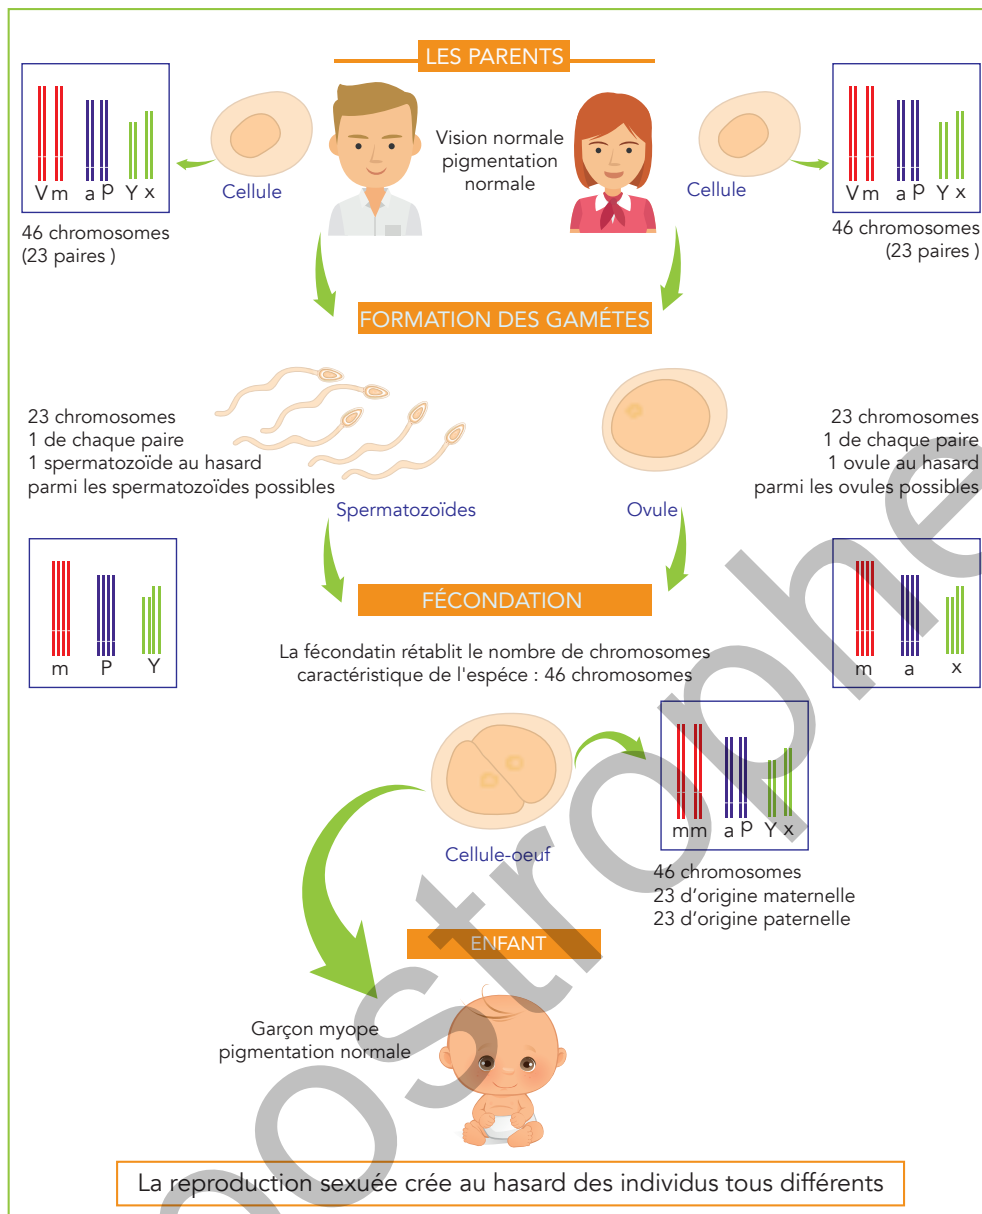 LES PARENTS
V m a p Y x
Cellule
46 chromosomes
(23 paires )
Vision normale
pigmentation
normale
Cellule
V m a p Y x
46 chromosomes
(23 paires )
FORMATION DES GAMÉTES
23 chromosomes
1 de chaque paire
1 spermatozoïde au hasard
parmi les spermatozoïdes possibles
Spermatozoïdes
Ovule
23 chromosomes
1 de chaque paire
1 ovule au hasard
parmi les ovules possibles
m P Y
FÉCONDATION
m a x
La fécondatin rétablit le nombre de chromosomes
caractéristique de l'espéce : 46 chromosomes
Cellule-oeuf
mm a p Y x
46 chromosomes
23 d'origine maternelle
23 d'origine paternelle
ENFANT
Garçon myope
pigmentation normale
La reproduction sexuée crée au hasard des individus tous différents
ostrophe